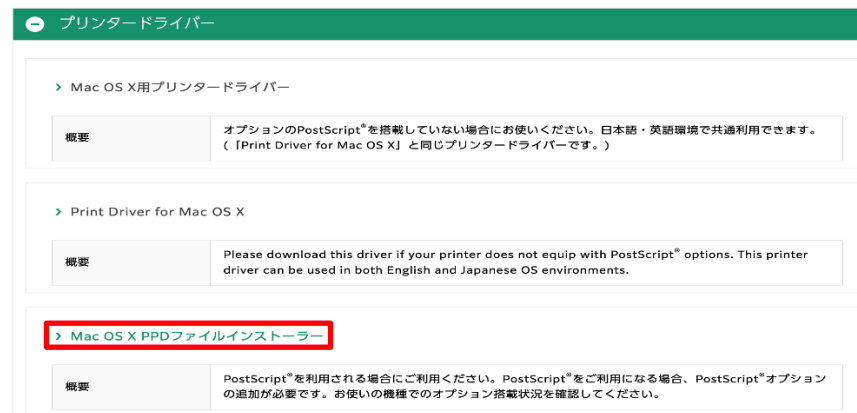 プリンタードライバー
Mac OS X用プリンタードライバー
概要
オプションのPostScript®を搭載していない場合にお使いください。日本語・英語環境で共通利用できます。
(「Print Driver for Mac OS X」と同じプリンタードライバーです。)
Print Driver for Mac OS X
概要
Please download this driver if your printer does not equip with PostScript® options. This printer
driver can be used in both English and Japanese OS environments.
Mac OS X PPDファイルインストーラー
概要
PostScript®を利用される場合にご利用ください。PostScript®をご利用になる場合、PostScript®オプション
の追加が必要です。お使いの機種でのオプション搭載状況を確認してください。